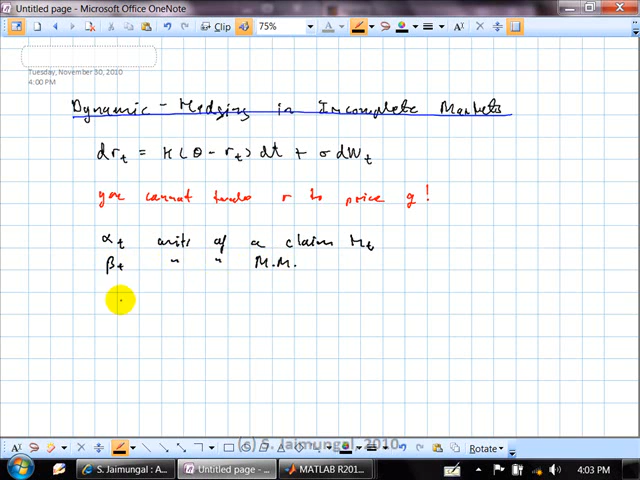 Untitled page - Microsoft Office OneNote
75%
Tuesday, November 30, 2010
4:00 PM
Dynamic - Hedging in Incomplete Markets
drₜ = κ(θ - rₜ)dt + σ dWₜ
you cannot trade r to price g!
αₜ units of a claim Mₜ
βₜ " " M.M.
(c) S. Jaimungal, 2010
Rotate
S. Jaimungal : A...
Untitled page - ...
MATLAB R201...
4:03 PM